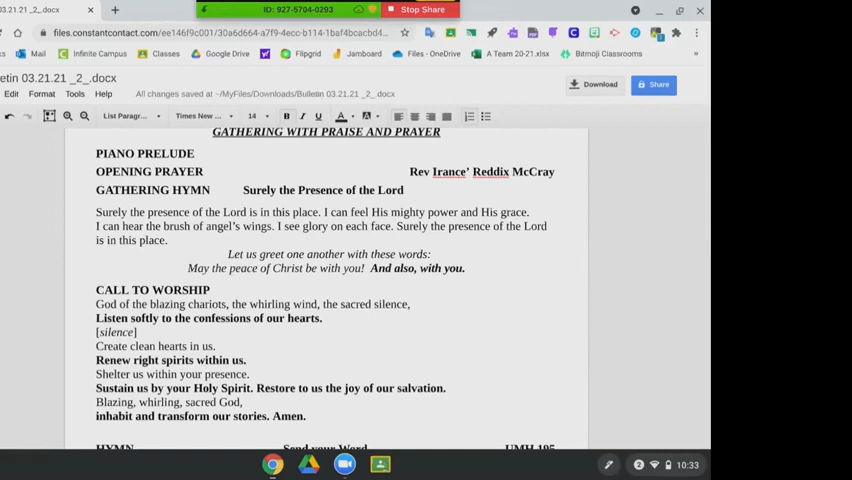 03.21.21 _2_.docx
ID: 927-5704-0293
Stop Share
files.constantcontact.com/ee146f9c001/30a6d664-a7f9-4ecc-b114-1baf4bcacbd4...
Mail Infinite Campus Classes Google Drive Flipgrid Jamboard Files - OneDrive A Team 20-21.xlsx Bitmoji Classrooms
etin 03.21.21 _2_.docx
Download Share
Edit Format Tools Help All changes saved at ~/MyFiles/Downloads/Bulletin 03.21.21 _2_.docx
List Paragr... Times New ... 14 B I U A A
GATHERING WITH PRAISE AND PRAYER
PIANO PRELUDE
OPENING PRAYER Rev Irance’ Reddix McCray
GATHERING HYMN Surely the Presence of the Lord
Surely the presence of the Lord is in this place. I can feel His mighty power and His grace.
I can hear the brush of angel’s wings. I see glory on each face. Surely the presence of the Lord
is in this place.
Let us greet one another with these words:
May the peace of Christ be with you! And also, with you.
CALL TO WORSHIP
God of the blazing chariots, the whirling wind, the sacred silence,
Listen softly to the confessions of our hearts.
[silence]
Create clean hearts in us.
Renew right spirits within us.
Shelter us within your presence.
Sustain us by your Holy Spirit. Restore to us the joy of our salvation.
Blazing, whirling, sacred God,
inhabit and transform our stories. Amen.
HYMN Send your Word UMH 195
2 10:33